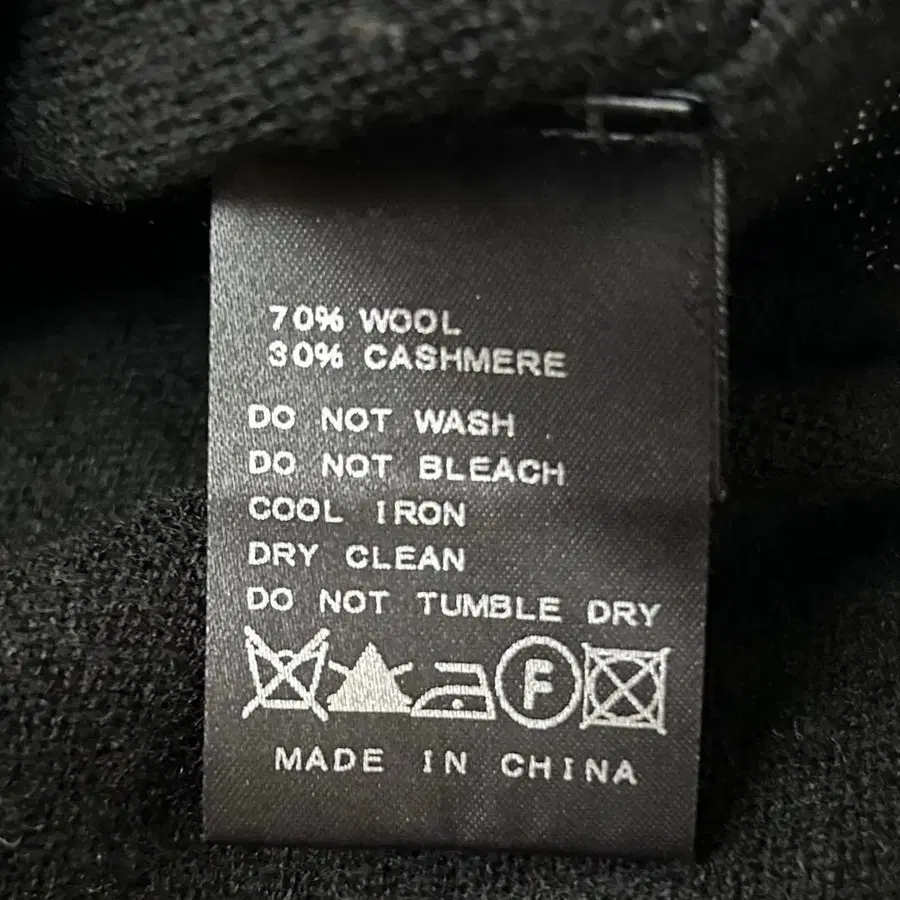 70% WOOL
30% CASHMERE
DO NOT WASH
DO NOT BLEACH
COOL IRON
DRY CLEAN
DO NOT TUMBLE DRY
F
MADE IN CHINA